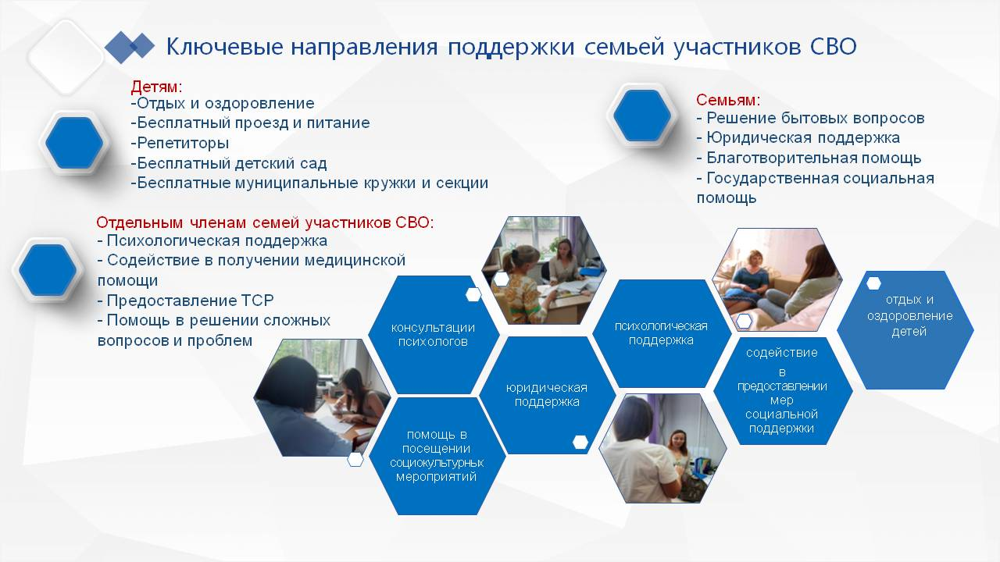 Ключевые направления поддержки семьей участников СВО
Детям:
-Отдых и оздоровление
-Бесплатный проезд и питание
-Репетиторы
-Бесплатный детский сад
-Бесплатные муниципальные кружки и секции
Семьям:
- Решение бытовых вопросов
- Юридическая поддержка
- Благотворительная помощь
- Государственная социальная
помощь
Отдельным членам семей участников СВО:
- Психологическая поддержка
- Содействие в получении медицинской
помощи
- Предоставление ТСР
- Помощь в решении сложных
вопросов и проблем
консультации
психологов
помощь в
посещении
социокультурных
мероприятий
юридическая
поддержка
психологическая
поддержка
содействие
в
предоставлении
мер
социальной
поддержки
отдых и
оздоровление
детей